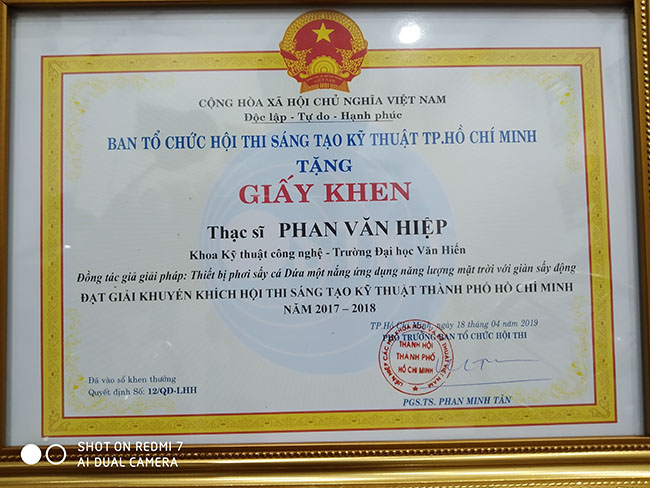 CỘNG HÒA XÃ HỘI CHỦ NGHĨA VIỆT NAM
Độc lập - Tự do - Hạnh phúc
BAN TỔ CHỨC HỘI THI SÁNG TẠO KỸ THUẬT TP.HỒ CHÍ MINH
TẶNG
GIẤY KHEN
Thạc sĩ PHAN VĂN HIỆP
Khoa Kỹ thuật công nghệ - Trường Đại học Văn Hiến
Đồng tác giả giải pháp: Thiết bị phơi sấy cá Dứa một nắng ứng dụng năng lượng mặt trời với giàn sấy động
ĐẠT GIẢI KHUYẾN KHÍCH HỘI THI SÁNG TẠO KỸ THUẬT THÀNH PHỐ HỒ CHÍ MINH
NĂM 2017 – 2018
TP.Hồ Chí Minh, ngày 18 tháng 04 năm 2019
PHÓ TRƯỞNG BAN TỔ CHỨC HỘI THI
THÀNH HỘI
THÀNH PHỐ
HỒ CHÍ MINH
Đã vào sổ khen thưởng
Quyết định Số: 12/QĐ-LHH
PGS.TS. PHAN MINH TÂN
SHOT ON REDMI 7
AI DUAL CAMERA